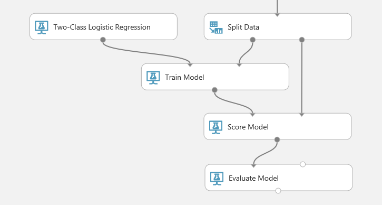 Two-Class Logistic Regression
Split Data
Train Model
Score Model
Evaluate Model